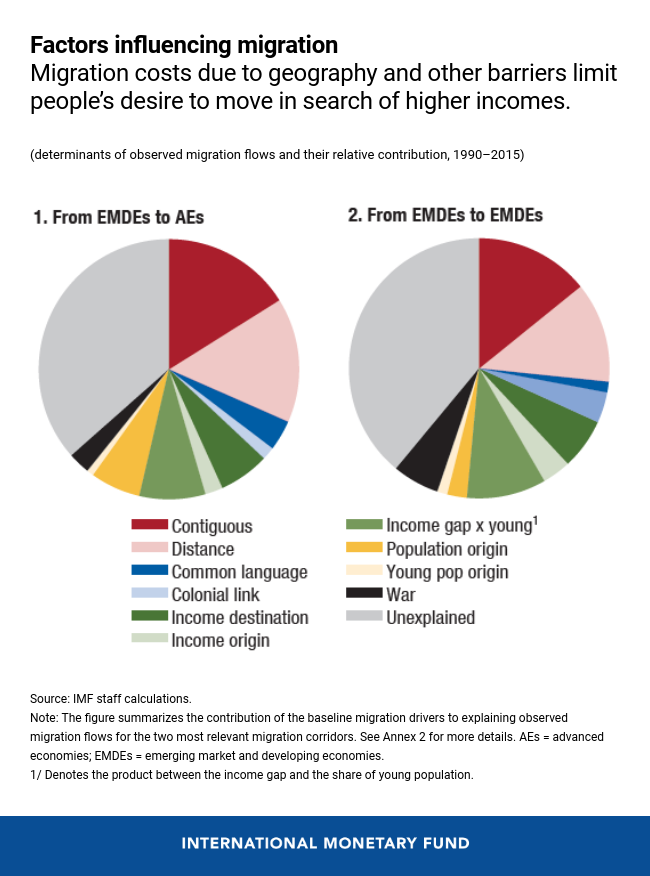 Factors influencing migration
Migration costs due to geography and other barriers limit
people’s desire to move in search of higher incomes.
(determinants of observed migration flows and their relative contribution, 1990–2015)
1. From EMDEs to AEs
2. From EMDEs to EMDEs
Contiguous
Distance
Common language
Colonial link
Income destination
Income origin
Income gap x young¹
Population origin
Young pop origin
War
Unexplained
Source: IMF staff calculations.
Note: The figure summarizes the contribution of the baseline migration drivers to explaining observed
migration flows for the two most relevant migration corridors. See Annex 2 for more details. AEs = advanced
economies; EMDEs = emerging market and developing economies.
1/ Denotes the product between the income gap and the share of young population.
INTERNATIONAL MONETARY FUND